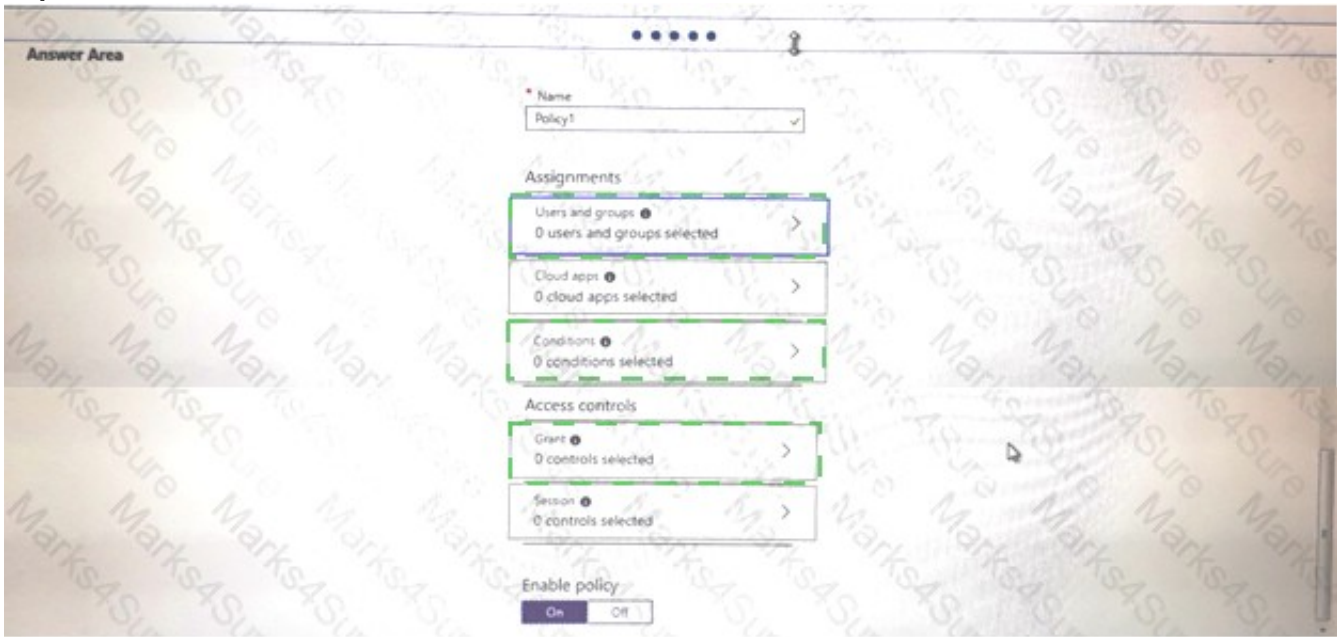 Answer Area
* Name
Policy1
Assignments
Users and groups
0 users and groups selected
Cloud apps
0 cloud apps selected
Conditions
0 conditions selected
Access controls
Grant
0 controls selected
Session
0 controls selected
Enable policy
On Off
Marks4Sure